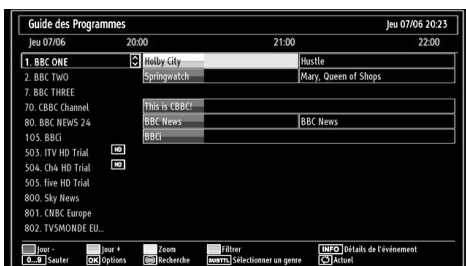 Guide des Programmes Jeu 07/06 20:23
Jeu 07/06 20:00 21:00 22:00
1. BBC ONE Holby City Hustle
2. BBC TWO Springwatch Mary, Queen of Shops
7. BBC THREE
70. CBBC Channel This is CBBC!
80. BBC NEWS 24 BBC News BBC News
105. BBCi BBCi
503. ITV HD Trial HD
504. Ch4 HD Trial HD
505. five HD Trial
800. Sky News
801. CNBC Europe
802. TV5MONDE EU...
Jour - Jour + Zoom Filtrer INFO Détails de l'événement
0...9 Sauter OK Options Recherche SUBTTL Sélectionner un genre Actuel